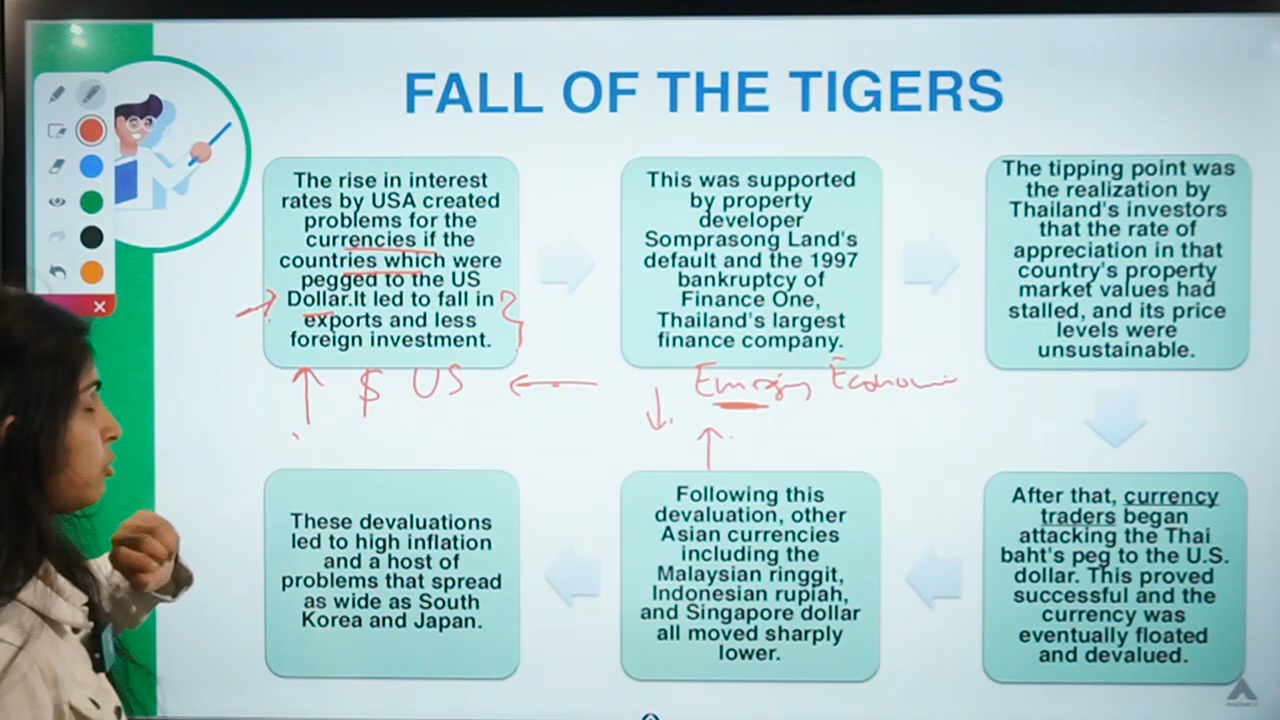 FALL OF THE TIGERS
The rise in interest
rates by USA created
problems for the
currencies if the
countries which were
pegged to the US
Dollar.It led to fall in
exports and less
foreign investment.
This was supported
by property
developer
Somprasong Land's
default and the 1997
bankruptcy of
Finance One,
Thailand's largest
finance company.
The tipping point was
the realization by
Thailand's investors
that the rate of
appreciation in that
country's property
market values had
stalled, and its price
levels were
unsustainable.
$ US
After that, currency
traders began
attacking the Thai
baht's peg to the U.S.
dollar. This proved
successful and the
currency was
eventually floated
and devalued.
Following this
devaluation, other
Asian currencies
including the
Malaysian ringgit,
Indonesian rupiah,
and Singapore dollar
all moved sharply
lower.
These devaluations
led to high inflation
and a host of
problems that spread
as wide as South
Korea and Japan.